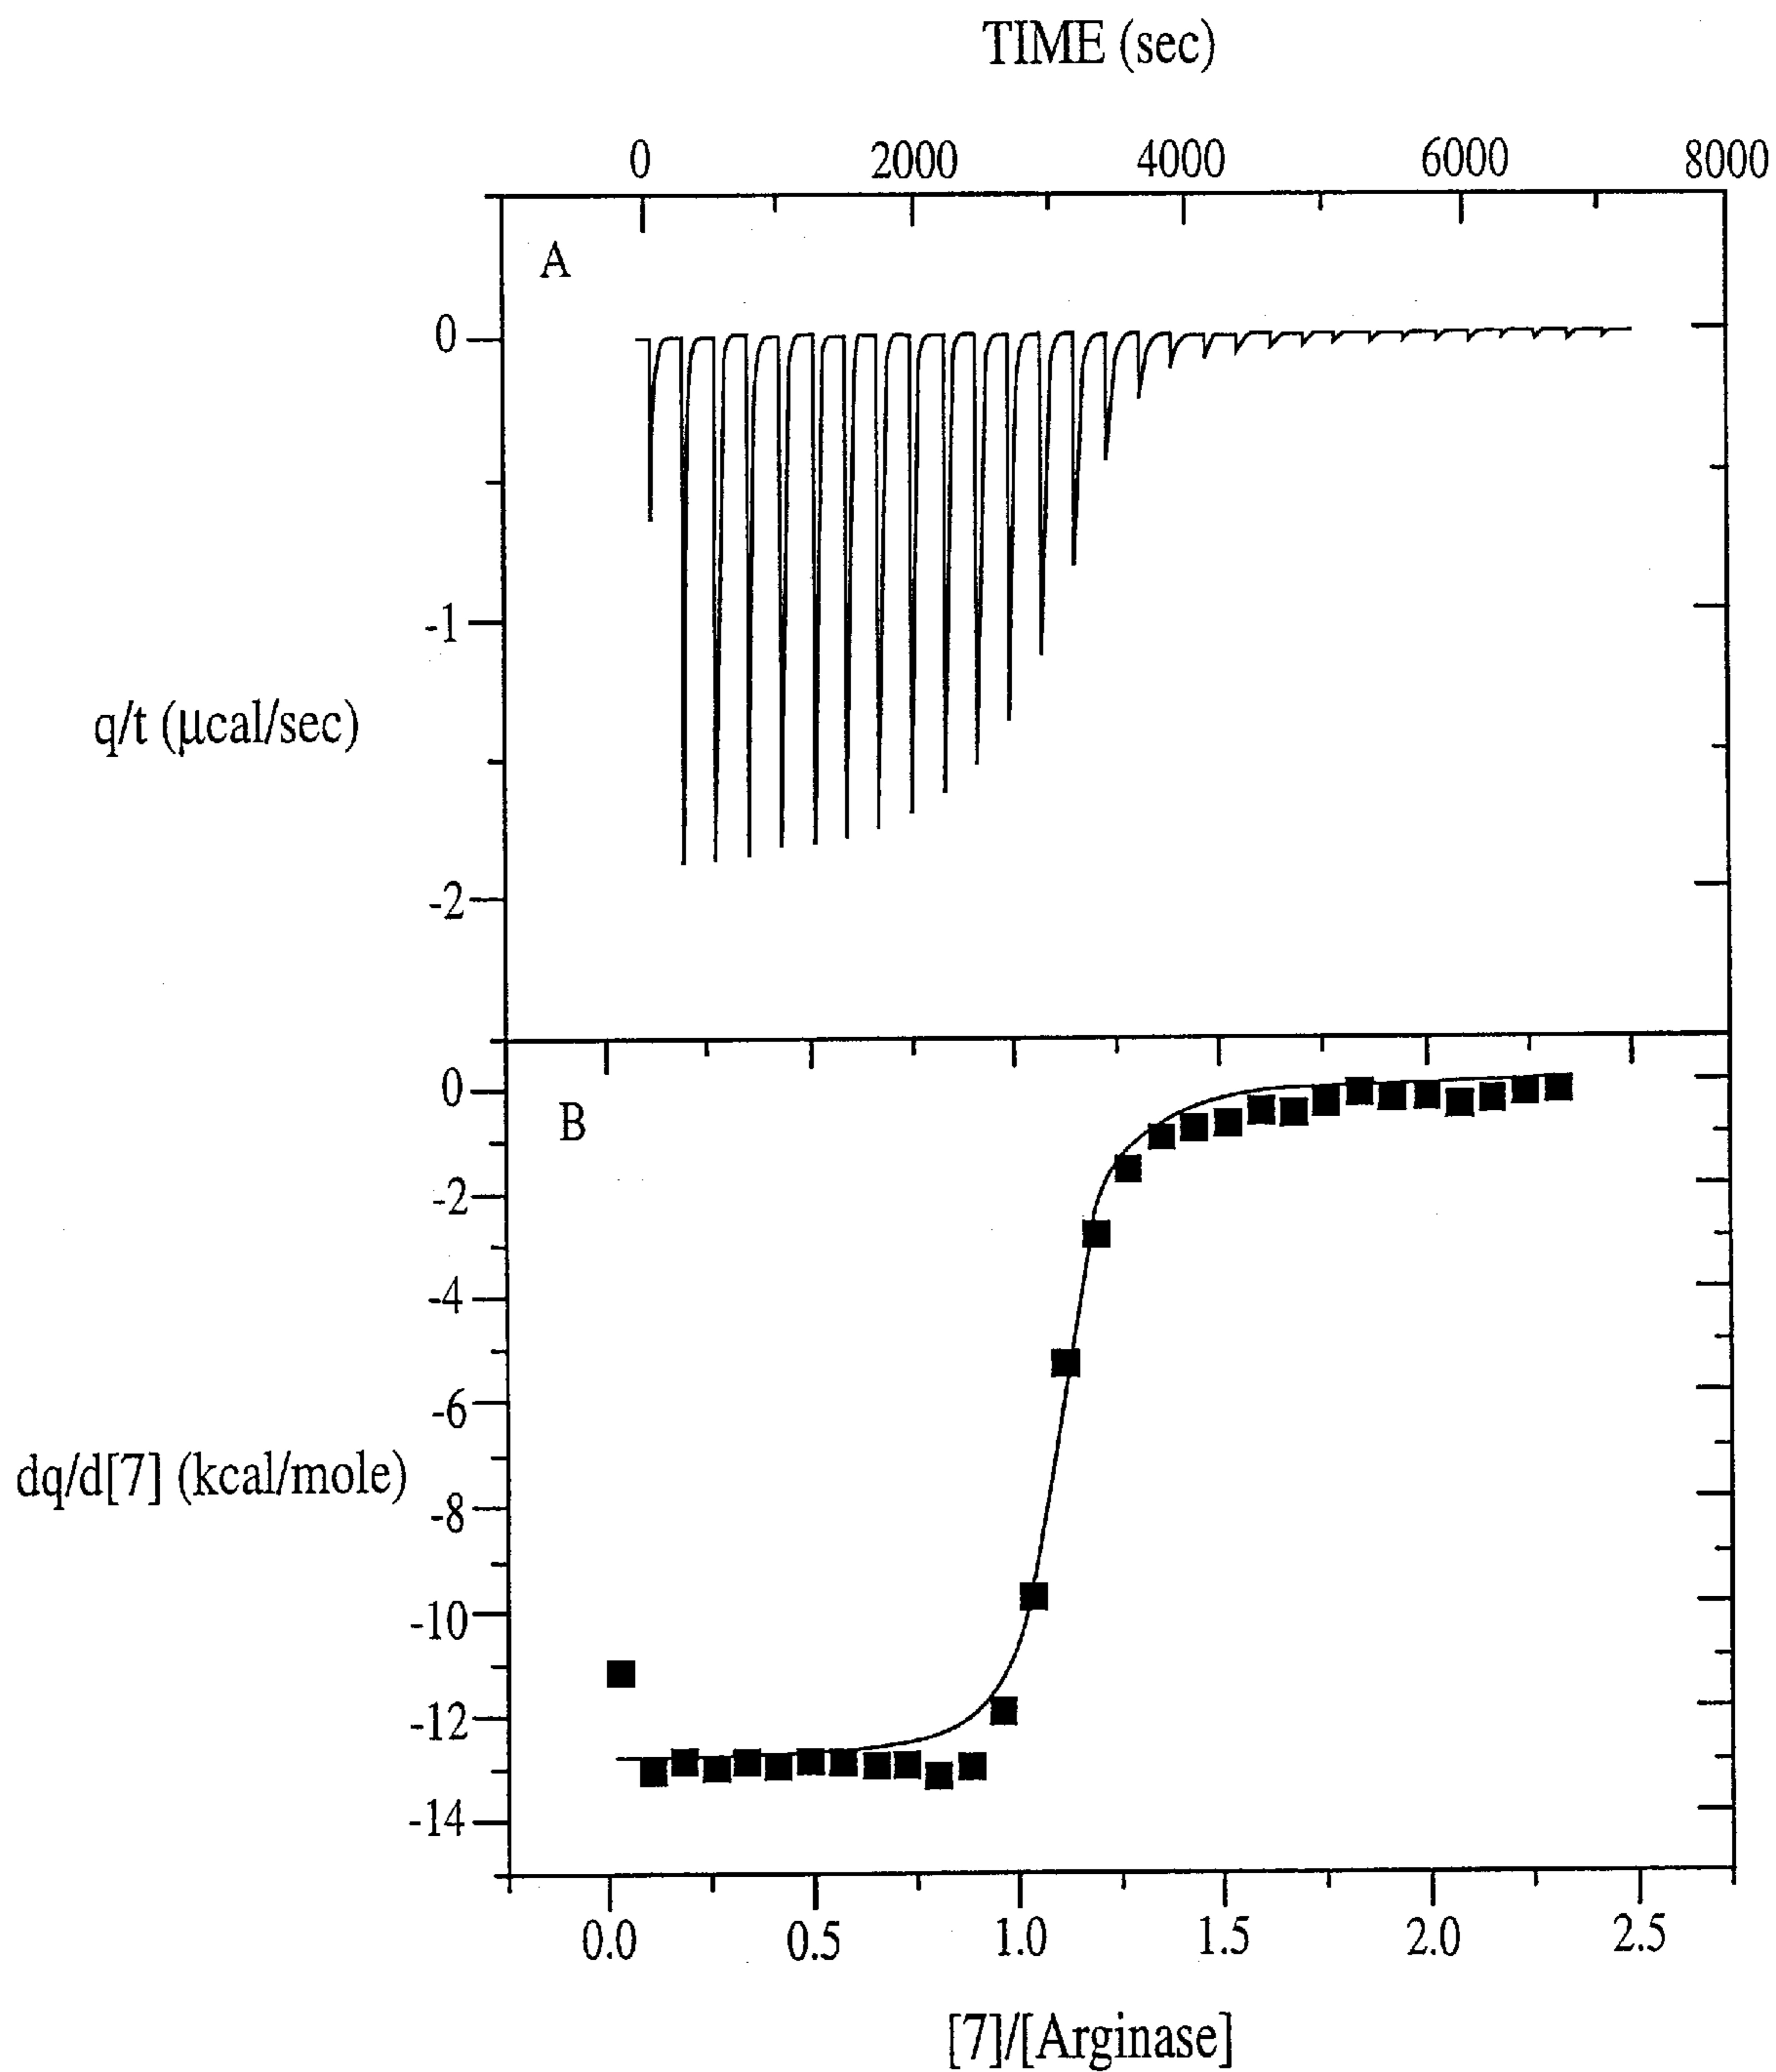 TIME (sec)
0 2000 4000 6000 8000
A
0
-1
q/t (µcal/sec)
-2
0
B
-2
-4
-6
dq/d[7] (kcal/mole)
-8
-10
-12
-14
0.0 0.5 1.0 1.5 2.0 2.5
[7]/[Arginase]